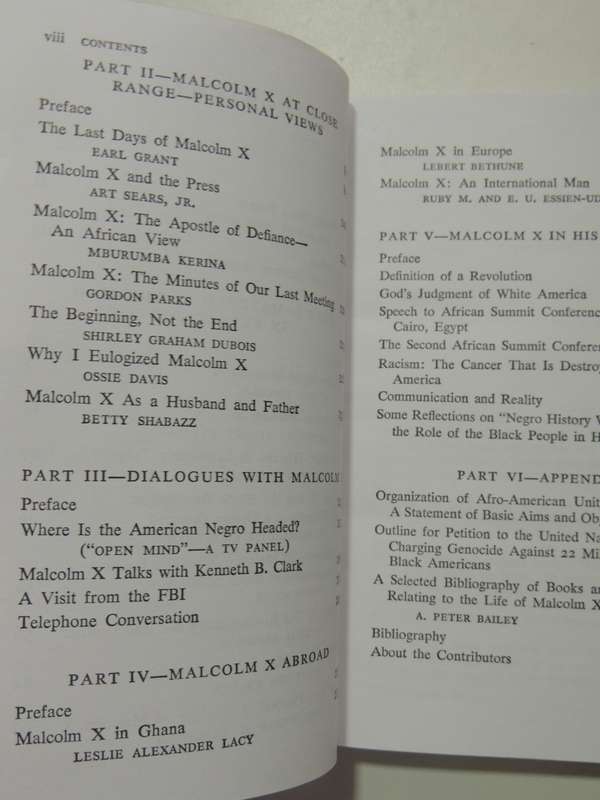 viii CONTENTS
PART II—MALCOLM X AT CLOSE
RANGE—PERSONAL VIEWS
Preface
The Last Days of Malcolm X
EARL GRANT
Malcolm X and the Press
ART SEARS, JR.
Malcolm X: The Apostle of Defiance—
An African View
MBURUMBA KERINA
Malcolm X: The Minutes of Our Last Meeting
GORDON PARKS
The Beginning, Not the End
SHIRLEY GRAHAM DUBOIS
Why I Eulogized Malcolm X
OSSIE DAVIS
Malcolm X As a Husband and Father
BETTY SHABAZZ
PART III—DIALOGUES WITH MALCOLM
Preface
Where Is the American Negro Headed?
("OPEN MIND"—A TV PANEL)
Malcolm X Talks with Kenneth B. Clark
A Visit from the FBI
Telephone Conversation
PART IV—MALCOLM X ABROAD
Preface
Malcolm X in Ghana
LESLIE ALEXANDER LACY
Malcolm X in Europe
LEBERT BETHUNE
Malcolm X: An International Man
RUBY M. AND E. U. ESSIEN-UD
PART V—MALCOLM X IN HIS
Preface
Definition of a Revolution
God's Judgment of White America
Speech to African Summit Conferenc
Cairo, Egypt
The Second African Summit Confere
Racism: The Cancer That Is Destroy
America
Communication and Reality
Some Reflections on "Negro History W
the Role of the Black People in H
PART VI—APPEND
Organization of Afro-American Unit
A Statement of Basic Aims and Obj
Outline for Petition to the United Na
Charging Genocide Against 22 Mil
Black Americans
A Selected Bibliography of Books an
Relating to the Life of Malcolm X
A. PETER BAILEY
Bibliography
About the Contributors